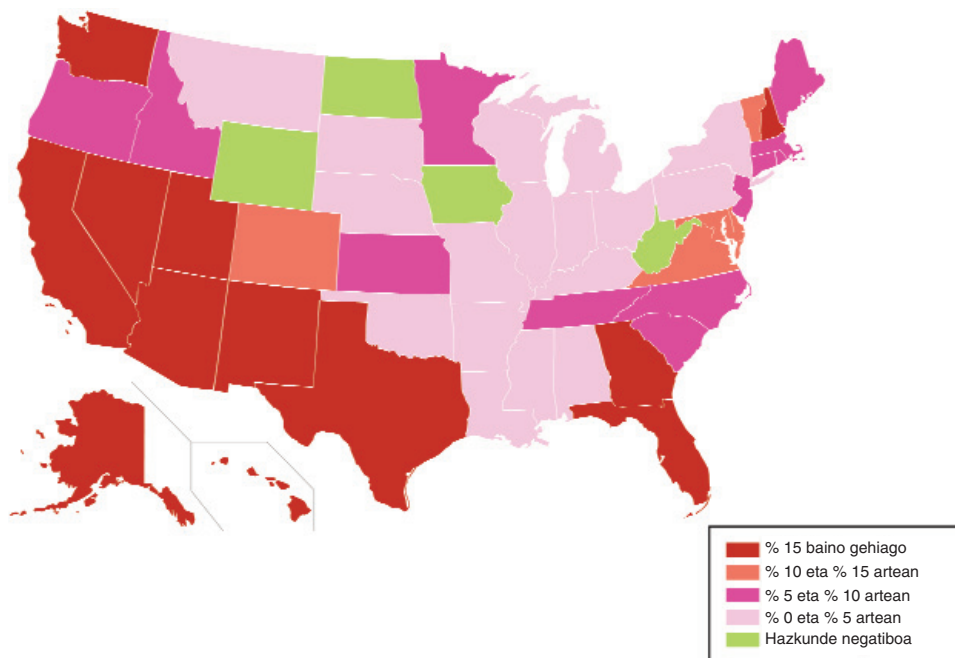 % 15 baino gehiago
% 10 eta % 15 artean
% 5 eta % 10 artean
% 0 eta % 5 artean
Hazkunde negatiboa